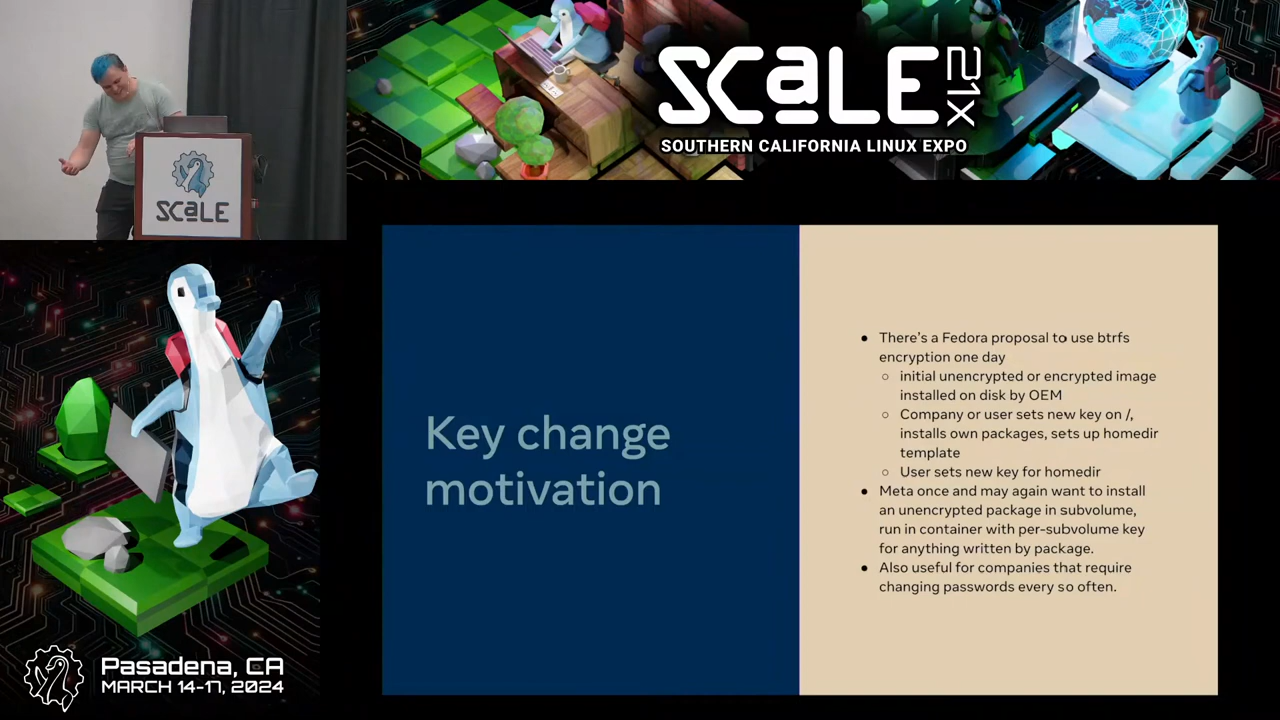 SCaLE 21x
SOUTHERN CALIFORNIA LINUX EXPO
SCaLE
Key change
motivation
● There's a Fedora proposal to use btrfs
encryption one day
○ initial unencrypted or encrypted image
installed on disk by OEM
○ Company or user sets new key on /,
installs own packages, sets up homedir
template
○ User sets new key for homedir
● Meta once and may again want to install
an unencrypted package in subvolume,
run in container with per-subvolume key
for anything written by package.
● Also useful for companies that require
changing passwords every so often.
Pasadena, CA
MARCH 14-17, 2024